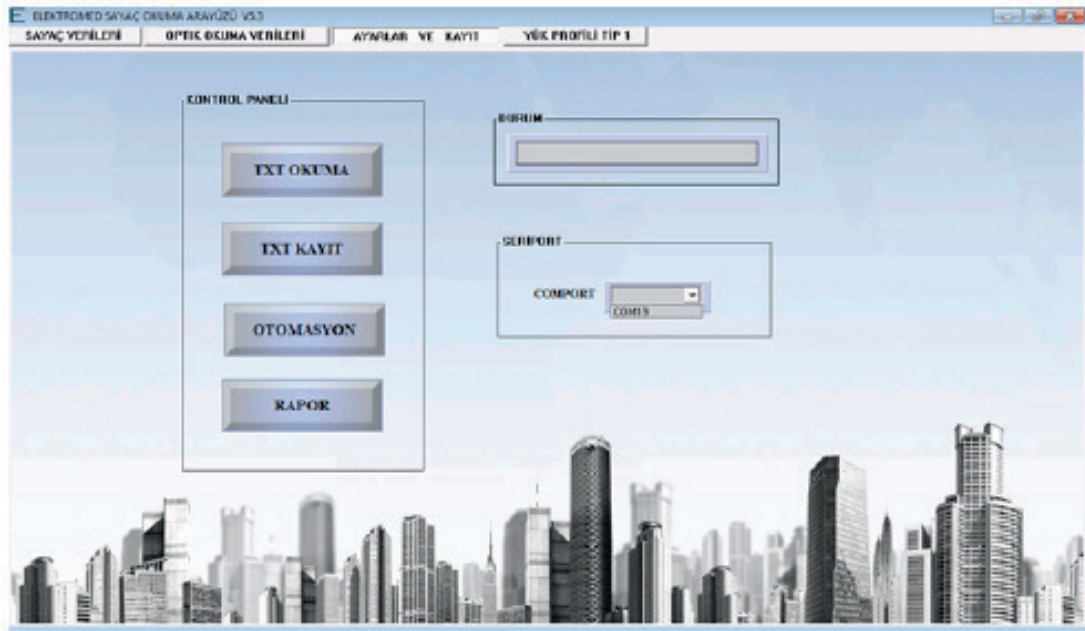 ELEKTROMED SAYAÇ OKUMA ARAYÜZÜ V5.3
SAYAÇ VERİLERİ OPTİK OKUMA VERİLERİ AYARLAR VE KAYIT YÜK PROFİLİ TİP 1
KONTROL PANELİ
TXT OKUMA
TXT KAYIT
OTOMASYON
RAPOR
DURUM
SERİPORT
COMPORT
COM13